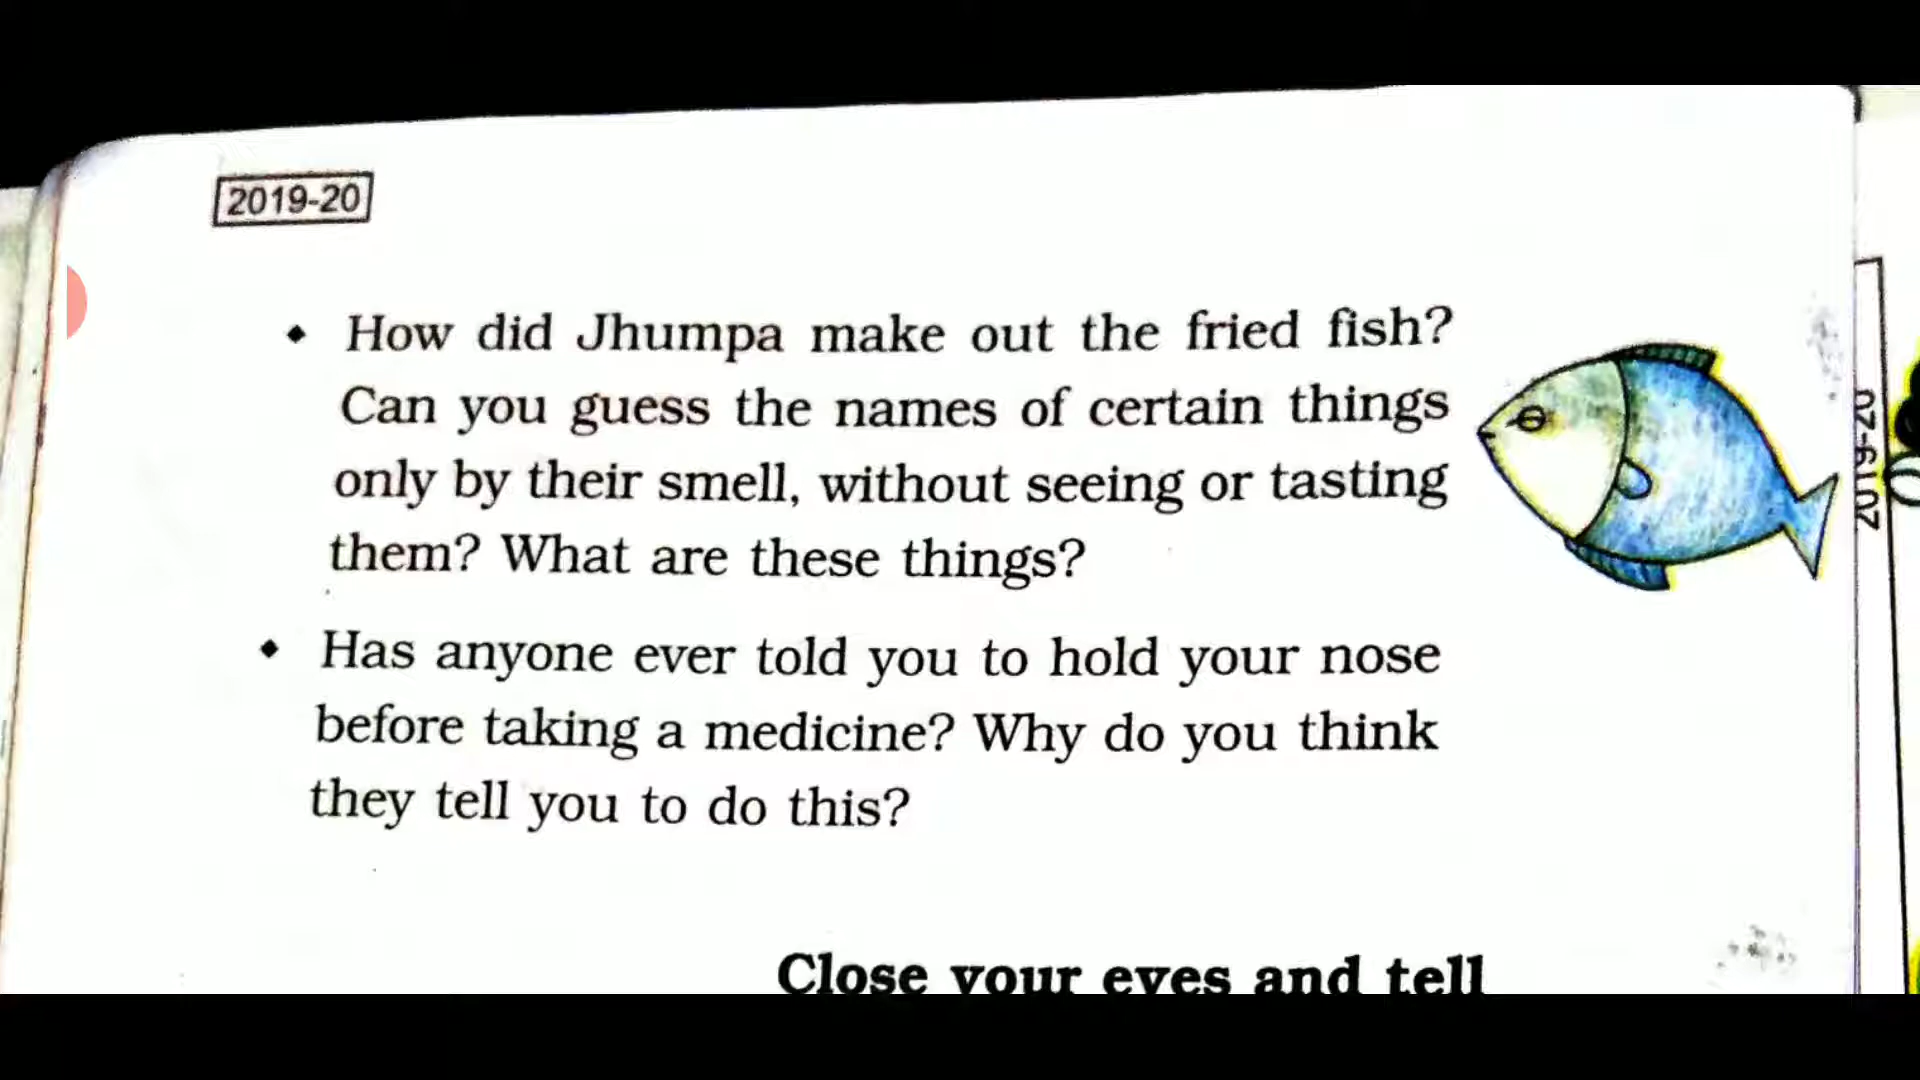 2019-20
• How did Jhumpa make out the fried fish?
Can you guess the names of certain things
only by their smell, without seeing or tasting
them? What are these things?
• Has anyone ever told you to hold your nose
before taking a medicine? Why do you think
they tell you to do this?
Close your eyes and tell
2019-20